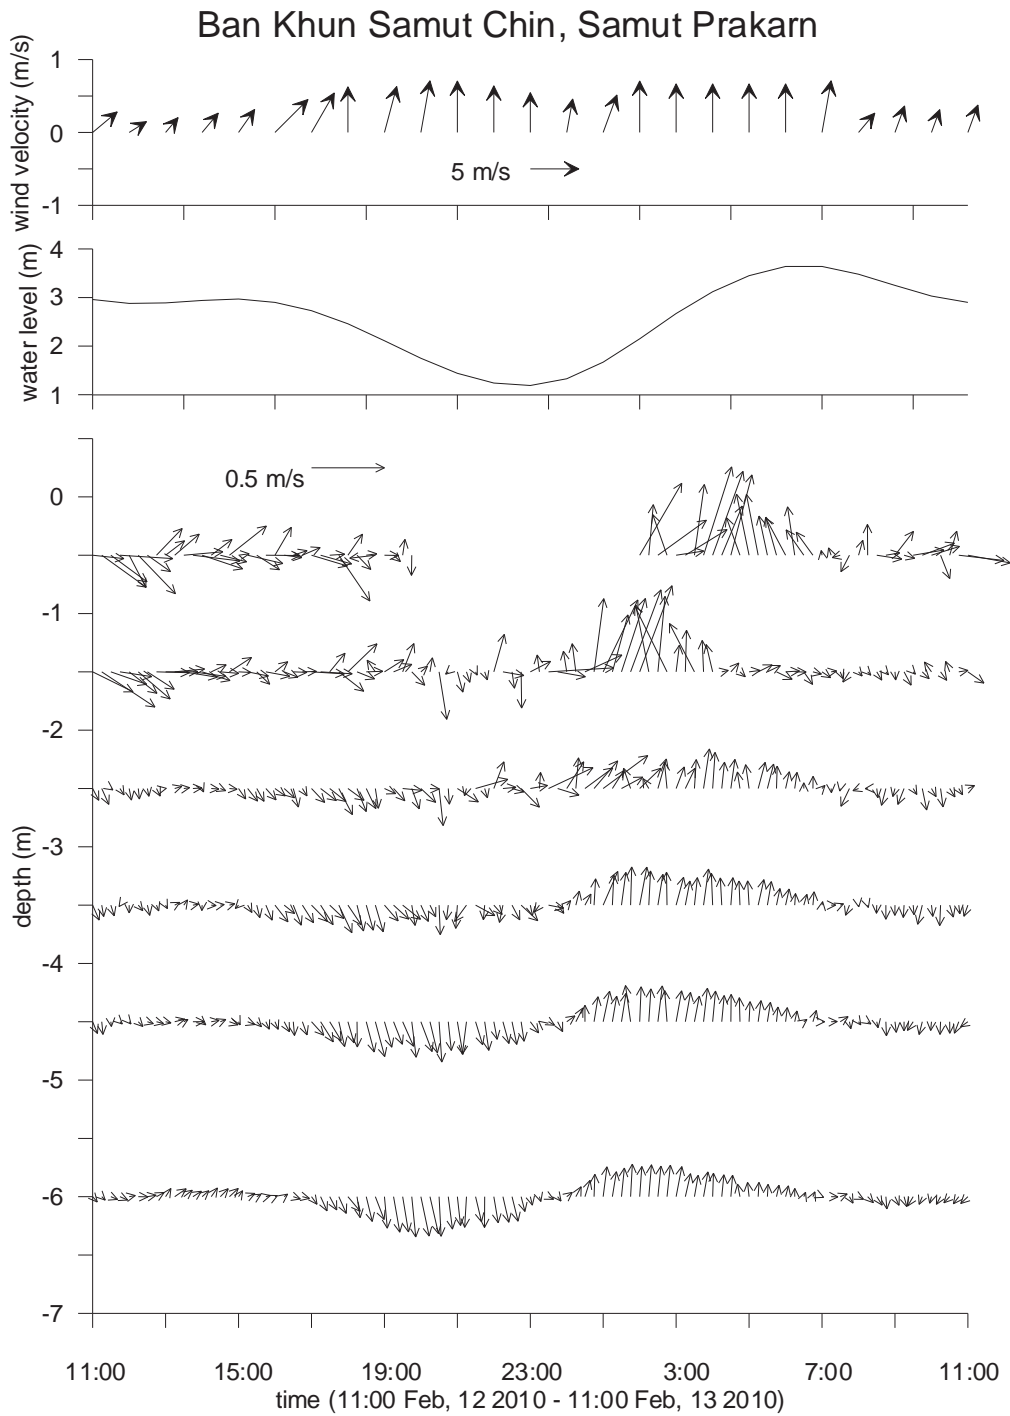 Ban Khun Samut Chin, Samut Prakarn
wind velocity (m/s)
1
0
-1
5 m/s
water level (m)
4
3
2
1
depth (m)
0.5 m/s
0
-1
-2
-3
-4
-5
-6
-7
11:00 15:00 19:00 23:00 3:00 7:00 11:00
time (11:00 Feb, 12 2010 - 11:00 Feb, 13 2010)